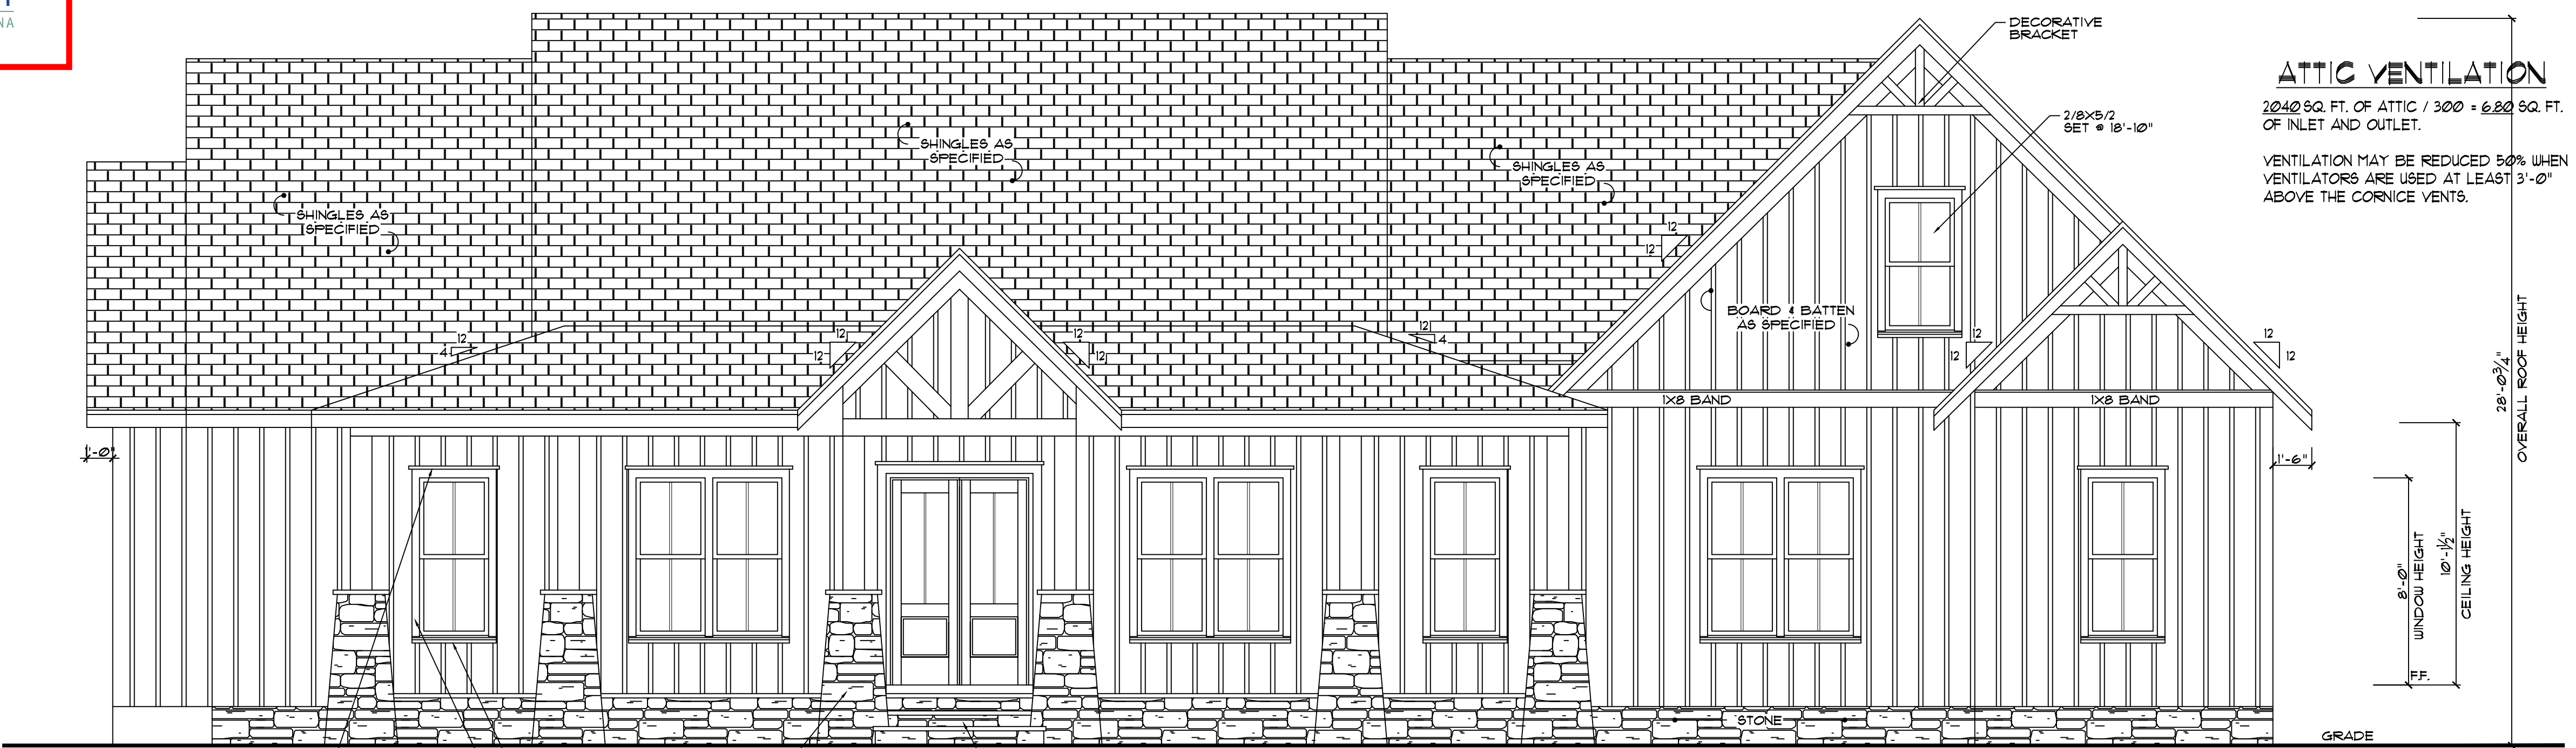 NA
DECORATIVE
BRACKET
ATTIC VENTILATION
2040 SQ. FT. OF ATTIC / 300 = 6.80 SQ. FT.
OF INLET AND OUTLET.
VENTILATION MAY BE REDUCED 50% WHEN
VENTILATORS ARE USED AT LEAST 3'-0"
ABOVE THE CORNICE VENTS.
2/8X5/2
SET @ 18'-10"
SHINGLES AS
SPECIFIED
SHINGLES AS
SPECIFIED
SHINGLES AS
SPECIFIED
12
12
BOARD & BATTEN
AS SPECIFIED
12
4
12
12
12
12
12
4
12
12
12
12
1X8 BAND
1X8 BAND
1'-0"
1'-6"
28'-0 3/4"
OVERALL ROOF HEIGHT
8'-0"
WINDOW HEIGHT
10'-1 1/2"
CEILING HEIGHT
F.F.
STONE
GRADE